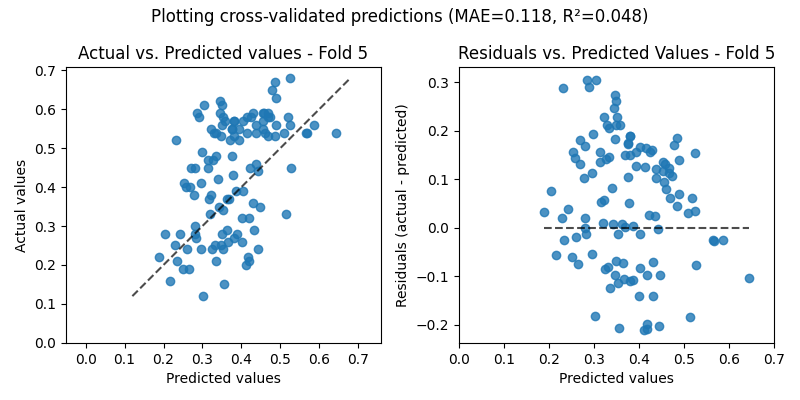 Plotting cross-validated predictions (MAE=0.118, R²=0.048)
Actual vs. Predicted values - Fold 5
Actual values
0.7
0.6
0.5
0.4
0.3
0.2
0.1
0.0
0.0 0.1 0.2 0.3 0.4 0.5 0.6 0.7
Predicted values
Residuals vs. Predicted Values - Fold 5
Residuals (actual - predicted)
0.3
0.2
0.1
0.0
−0.1
−0.2
0.0 0.1 0.2 0.3 0.4 0.5 0.6 0.7
Predicted values